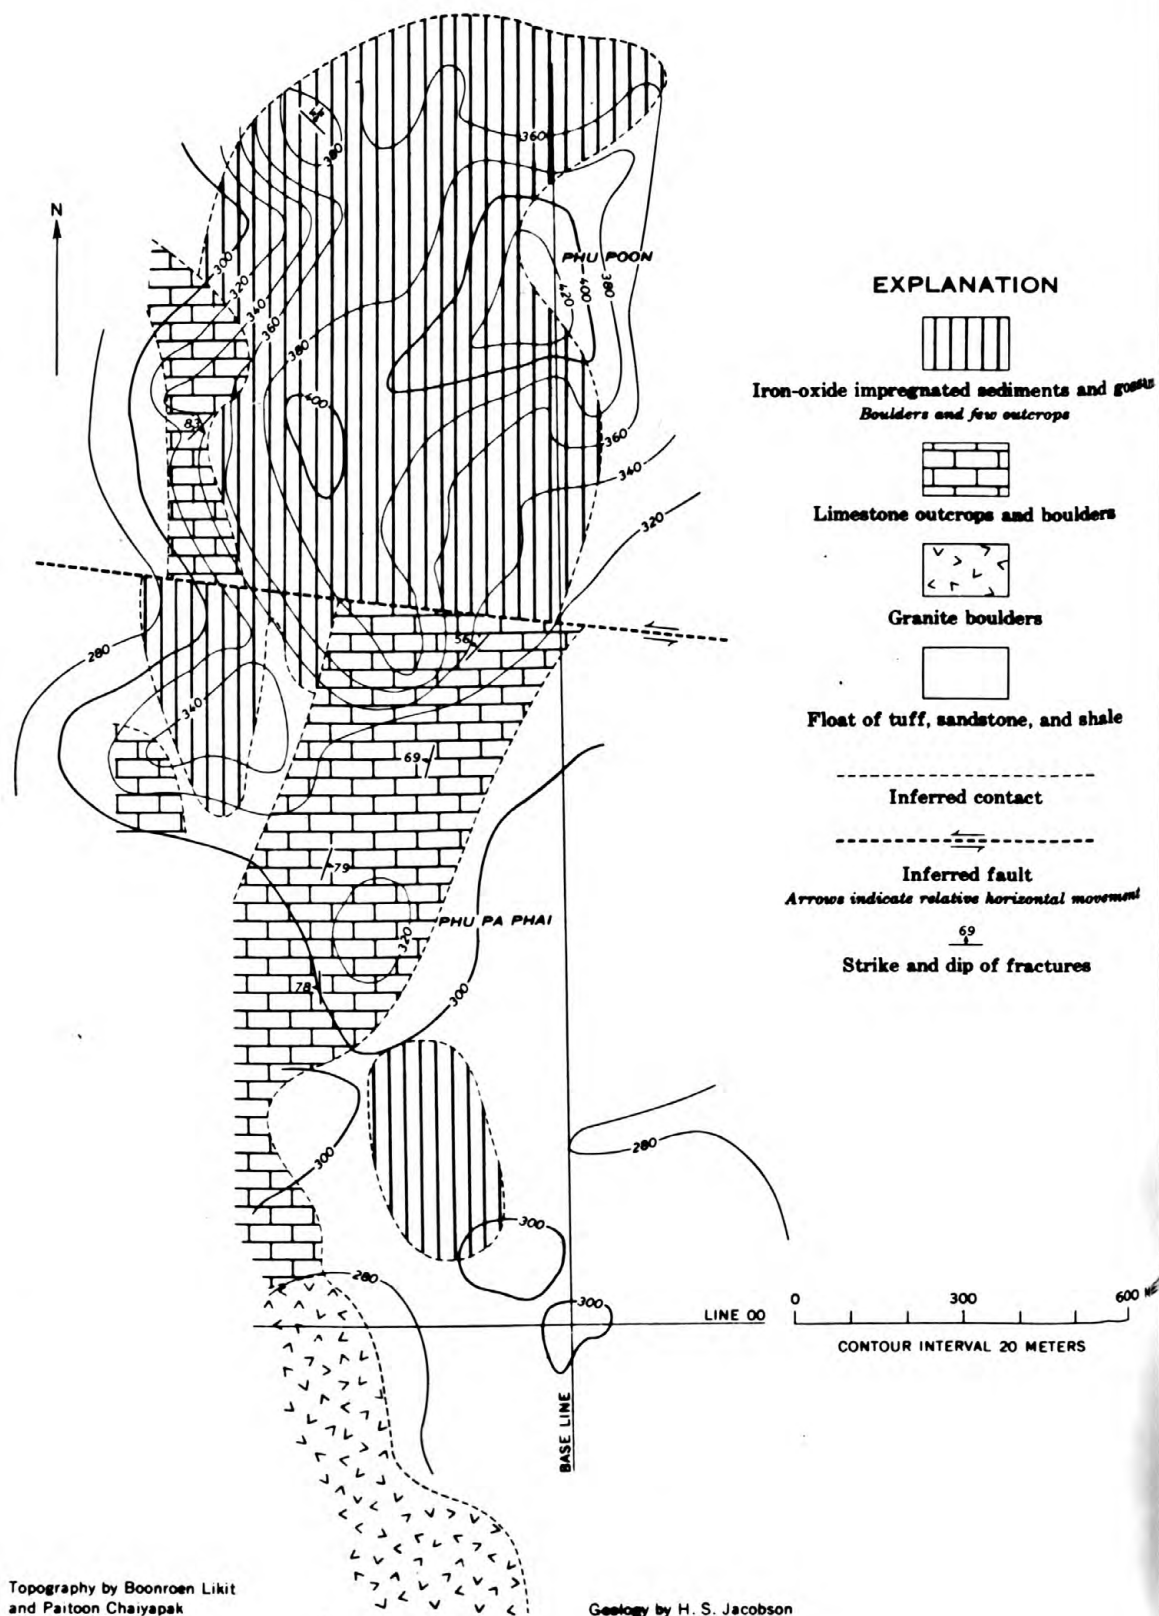 N
360
380
PHU POON
300
320
340
360
380
400
420
400
380
83
360
340
320
56
280
340
69
79
PHU PA PHAI
320
78
300
300
280
300
280
300
LINE 00
BASE LINE
EXPLANATION
Iron-oxide impregnated sediments and gossan
Boulders and few outcrops
Limestone outcrops and boulders
Granite boulders
Float of tuff, sandstone, and shale
Inferred contact
Inferred fault
Arrows indicate relative horizontal movement
69
Strike and dip of fractures
0 300 600 ME
CONTOUR INTERVAL 20 METERS
Topography by Boonroen Likit
and Paitoon Chaiyapak
Geology by H. S. Jacobson